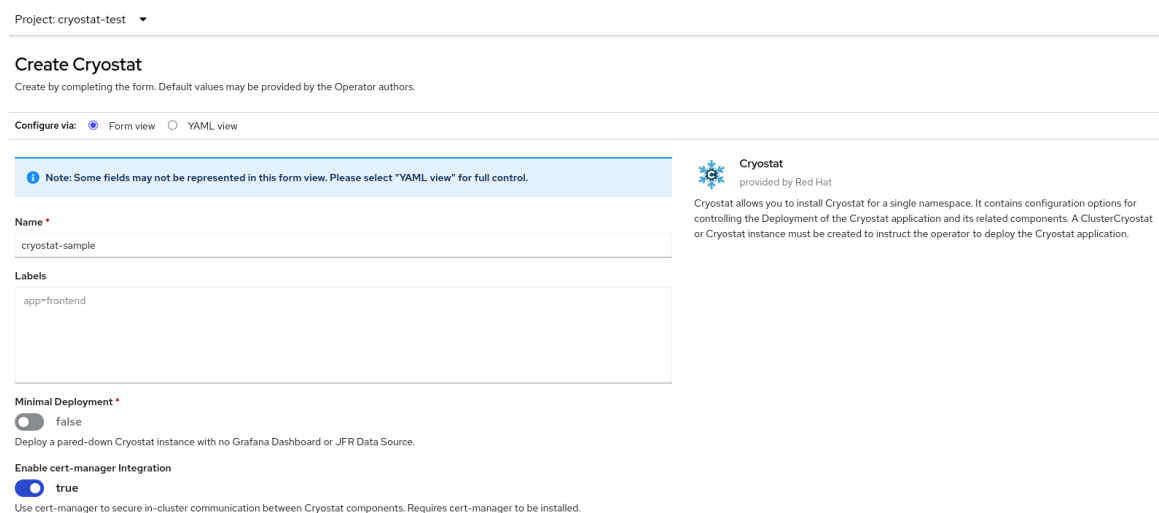 Project: cryostat-test
Create Cryostat
Create by completing the form. Default values may be provided by the Operator authors.
Configure via: Form view YAML view
Note: Some fields may not be represented in this form view. Please select "YAML view" for full control.
Name *
cryostat-sample
Labels
app=frontend
Minimal Deployment *
false
Deploy a pared-down Cryostat instance with no Grafana Dashboard or JFR Data Source.
Enable cert-manager Integration
true
Use cert-manager to secure in-cluster communication between Cryostat components. Requires cert-manager to be installed.
C
Cryostat
provided by Red Hat
Cryostat allows you to install Cryostat for a single namespace. It contains configuration options for
controlling the Deployment of the Cryostat application and its related components. A ClusterCryostat
or Cryostat instance must be created to instruct the operator to deploy the Cryostat application.